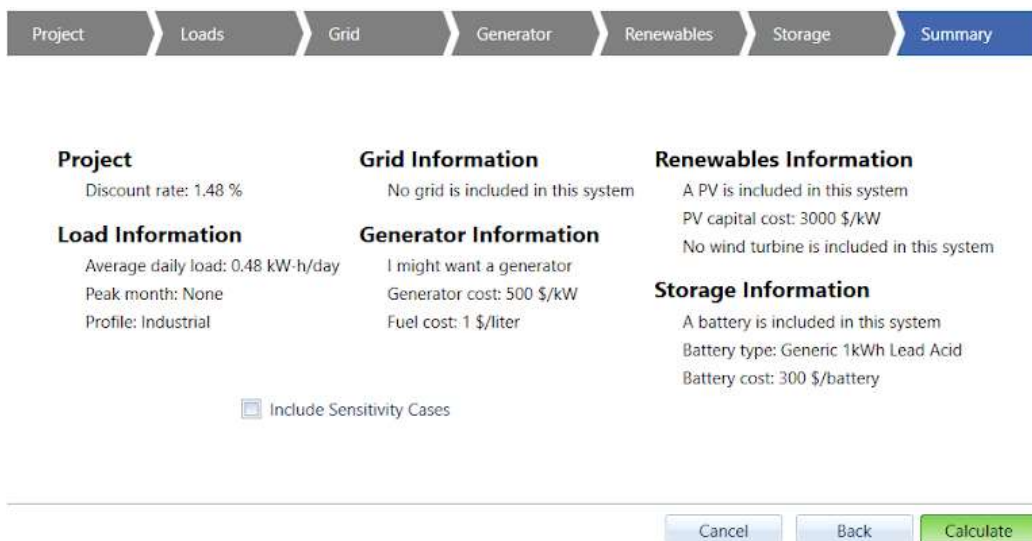 Project Loads Grid Generator Renewables Storage Summary
Project
Discount rate: 1.48 %
Load Information
Average daily load: 0.48 kW-h/day
Peak month: None
Profile: Industrial
Grid Information
No grid is included in this system
Generator Information
I might want a generator
Generator cost: 500 $/kW
Fuel cost: 1 $/liter
Renewables Information
A PV is included in this system
PV capital cost: 3000 $/kW
No wind turbine is included in this system
Storage Information
A battery is included in this system
Battery type: Generic 1kWh Lead Acid
Battery cost: 300 $/battery
Include Sensitivity Cases
Cancel Back Calculate